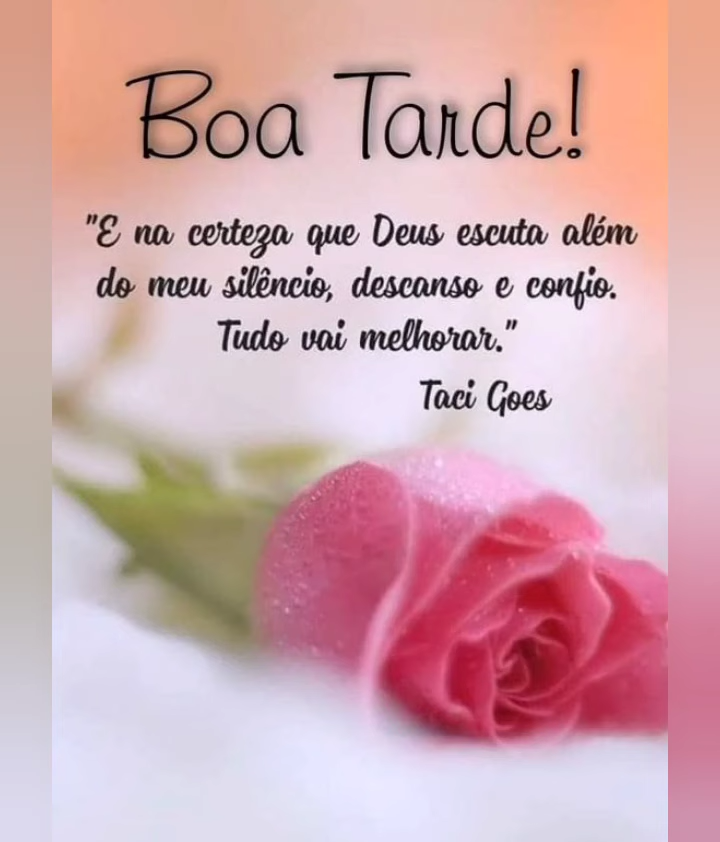 Boa Tarde!
"E na certeza que Deus escuta além
do meu silêncio, descanso e confio.
Tudo vai melhorar."
Taci Goes